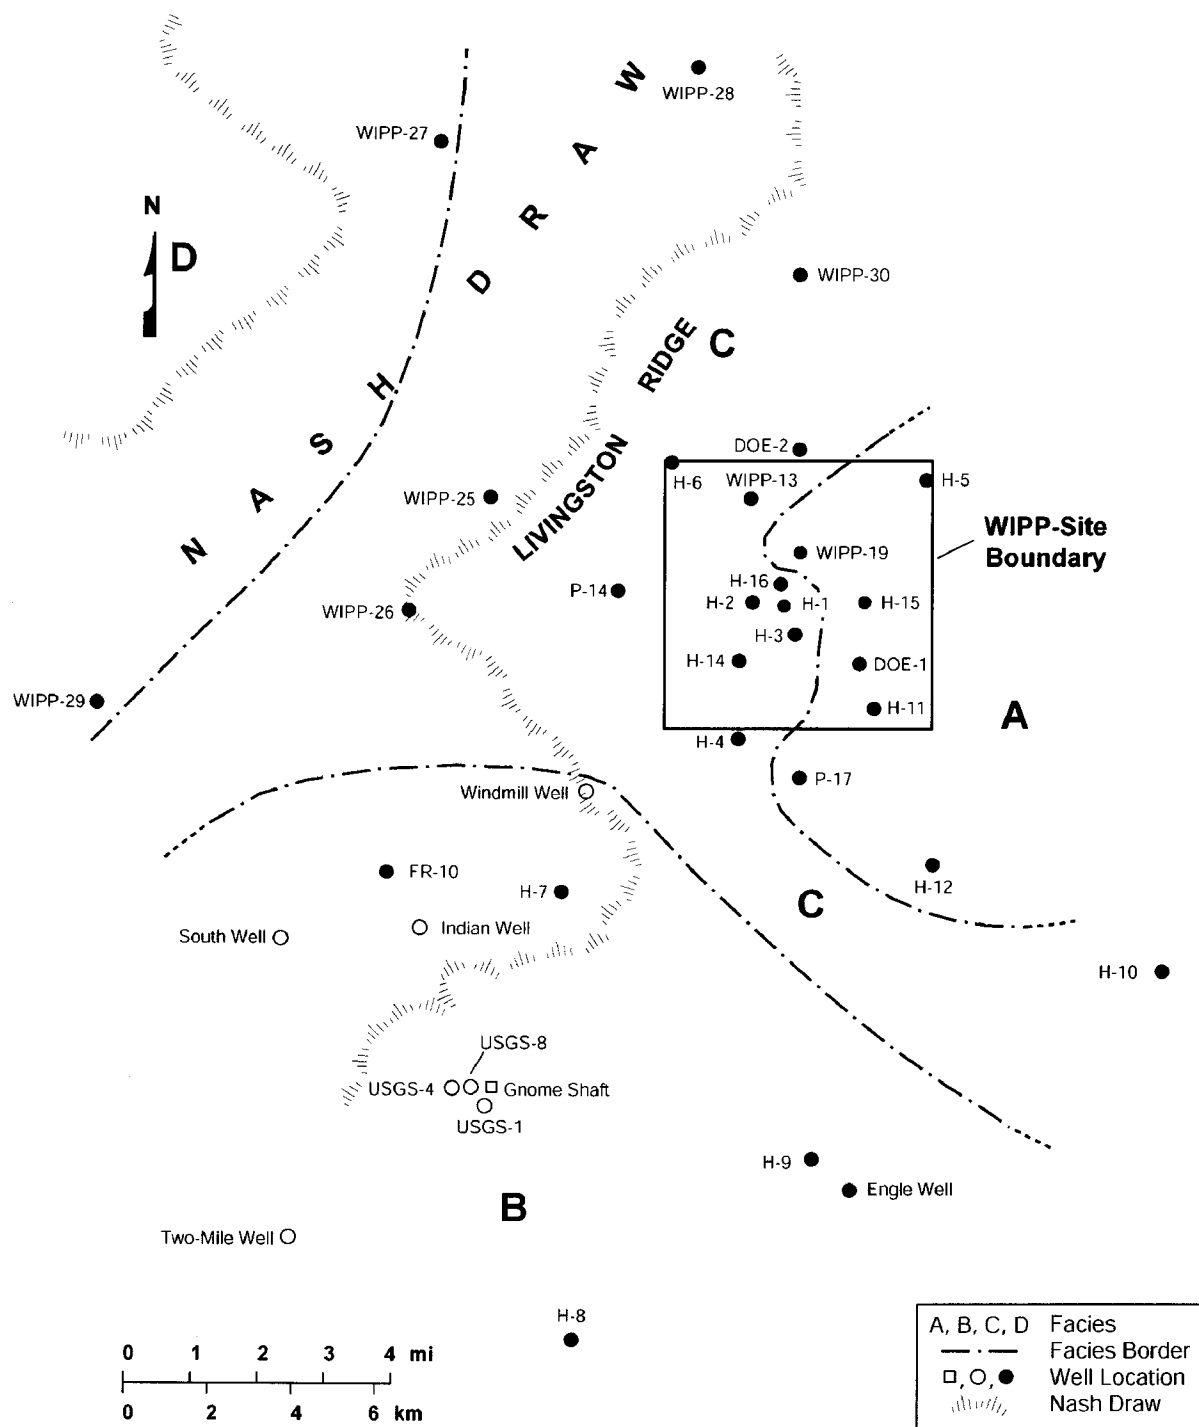 WIPP-28
WIPP-27
NASH DRAW
N
D
WIPP-30
C
LIVINGSTON RIDGE
DOE-2
H-6
WIPP-13
H-5
WIPP-25
WIPP-Site
Boundary
WIPP-19
H-16
P-14
H-2
H-1
H-15
WIPP-26
H-3
H-14
DOE-1
WIPP-29
H-11
A
H-4
P-17
Windmill Well
FR-10
H-7
H-12
C
South Well
Indian Well
H-10
USGS-8
USGS-4
Gnome Shaft
USGS-1
H-9
Engle Well
B
Two-Mile Well
H-8
0 1 2 3 4 mi
0 2 4 6 km
A, B, C, D Facies
Facies Border
Well Location
Nash Draw